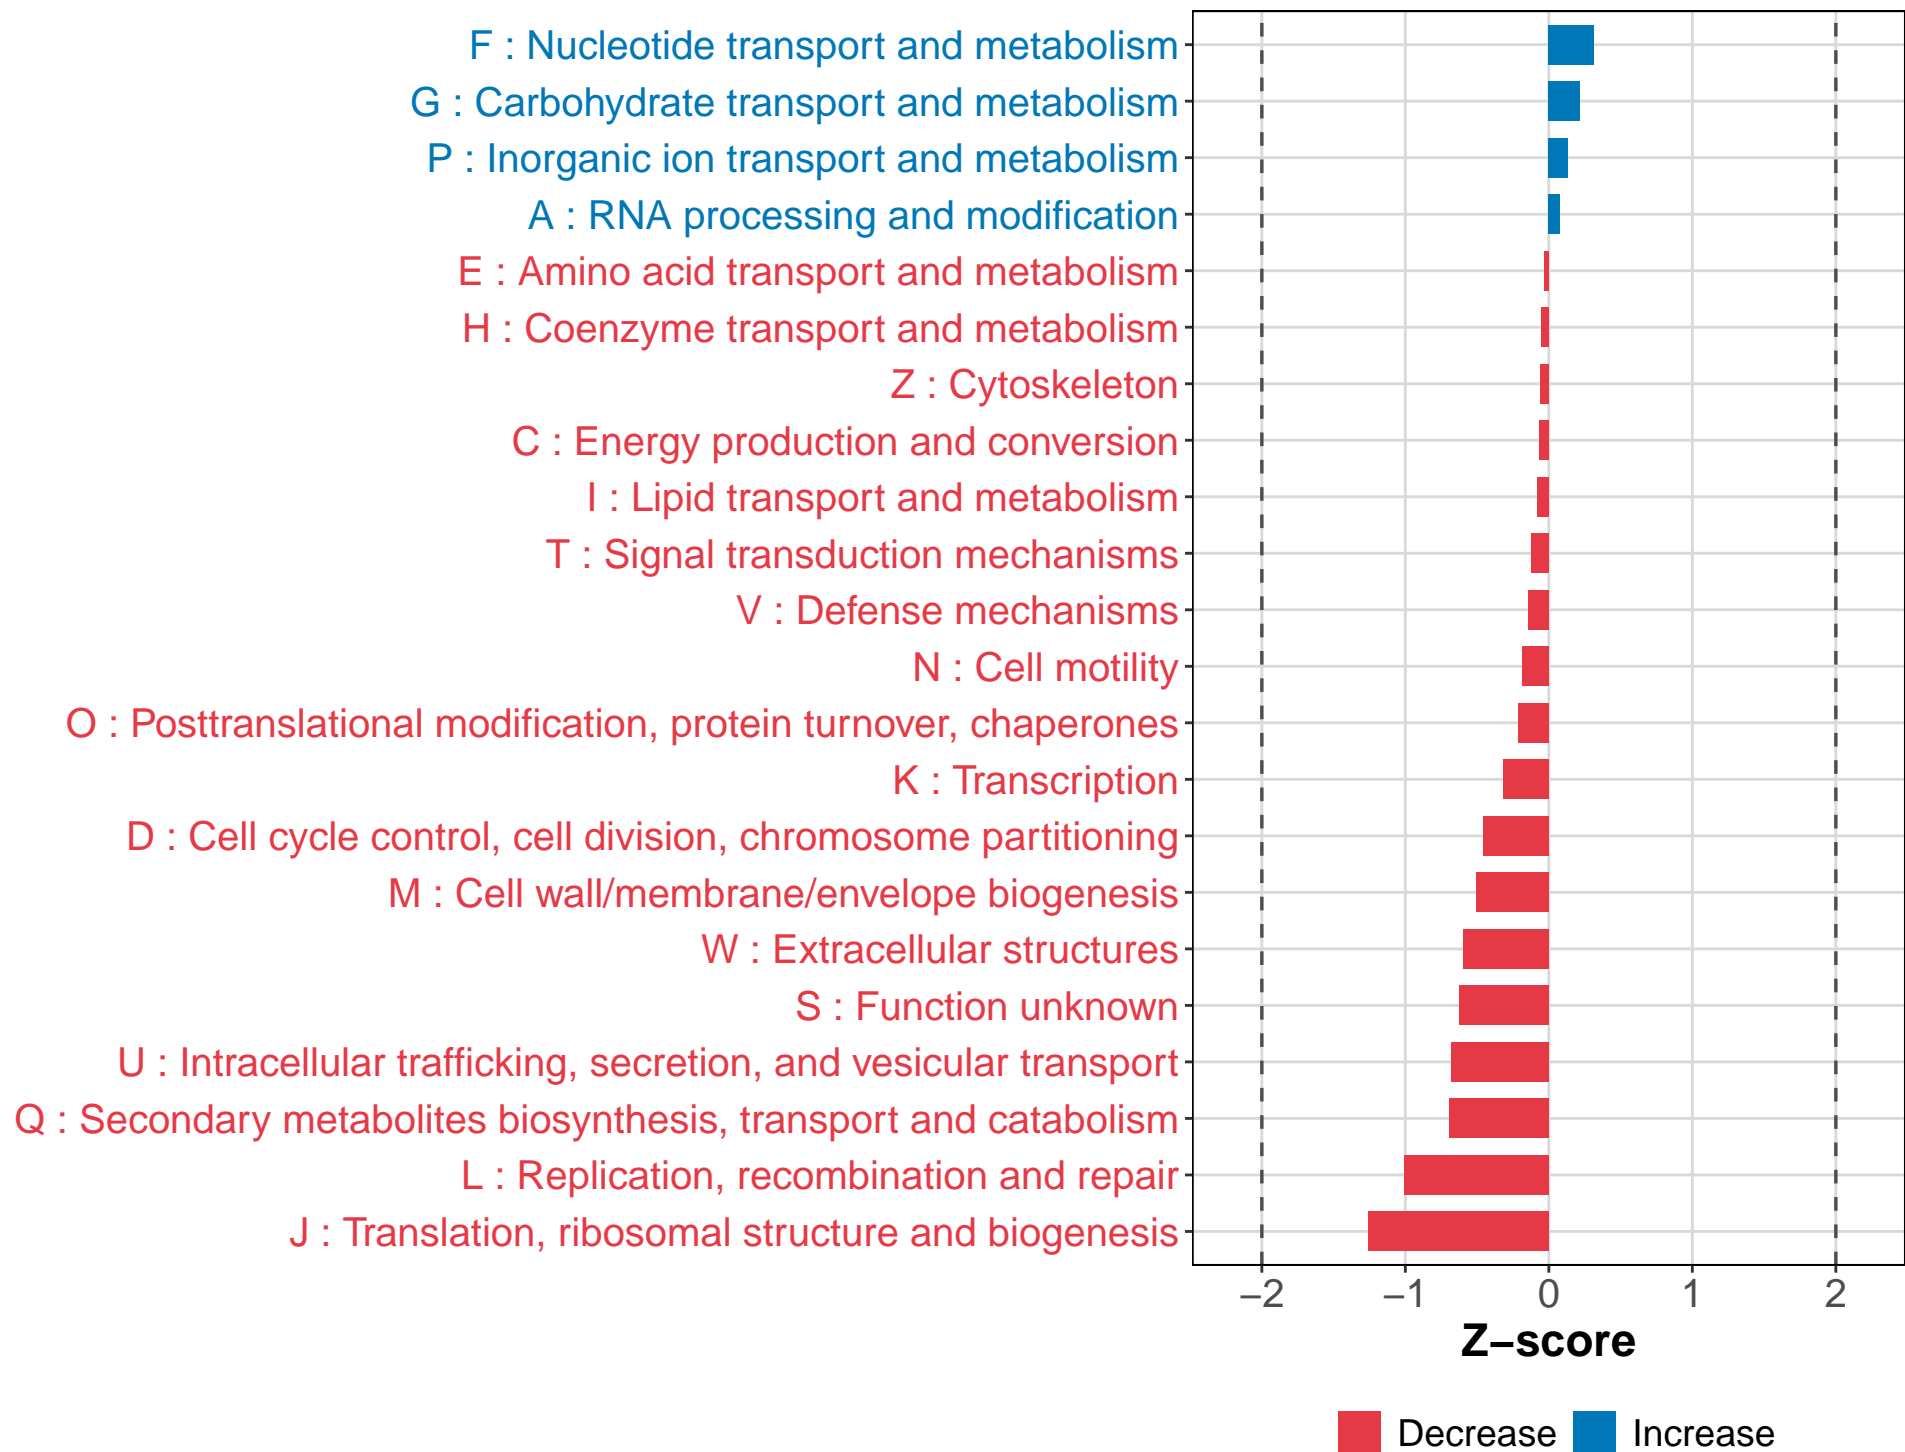 F : Nucleotide transport and metabolism
G : Carbohydrate transport and metabolism
P : Inorganic ion transport and metabolism
A : RNA processing and modification
E : Amino acid transport and metabolism
H : Coenzyme transport and metabolism
Z : Cytoskeleton
C : Energy production and conversion
I : Lipid transport and metabolism
T : Signal transduction mechanisms
V : Defense mechanisms
N : Cell motility
O : Posttranslational modification, protein turnover, chaperones
K : Transcription
D : Cell cycle control, cell division, chromosome partitioning
M : Cell wall/membrane/envelope biogenesis
W : Extracellular structures
S : Function unknown
U : Intracellular trafficking, secretion, and vesicular transport
Q : Secondary metabolites biosynthesis, transport and catabolism
L : Replication, recombination and repair
J : Translation, ribosomal structure and biogenesis
−2 −1 0 1 2
Z−score
Decrease Increase